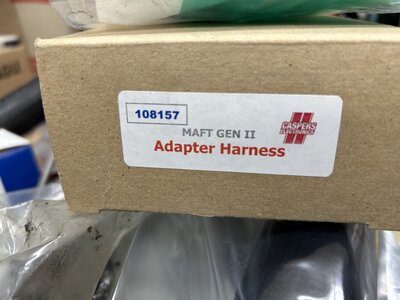 108157
MAFT GEN II
Adapter Harness
CASPERS
ELECTRONICS